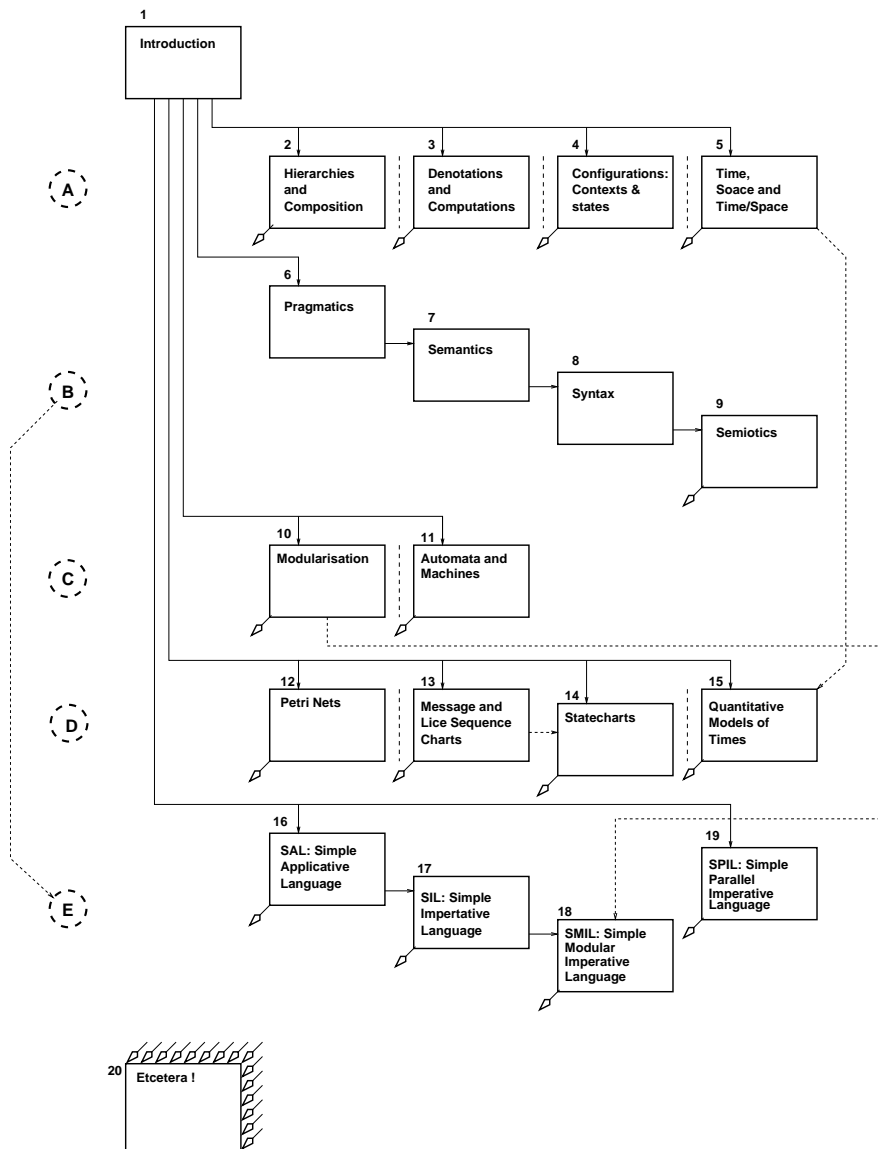 1
Introduction
2
Hierarchies
and
Composition
3
Denotations
and
Computations
4
Configurations:
Contexts &
states
5
Time,
Soace and
Time/Space
A
6
Pragmatics
7
Semantics
8
Syntax
9
Semiotics
B
10
Modularisation
11
Automata and
Machines
C
12
Petri Nets
13
Message and
Lice Sequence
Charts
14
Statecharts
15
Quantitative
Models of
Times
D
16
SAL: Simple
Applicative
Language
17
SIL: Simple
Impertative
Language
18
SMIL: Simple
Modular
Imperative
Language
19
SPIL: Simple
Parallel
Imperative
Language
E
20
Etcetera !